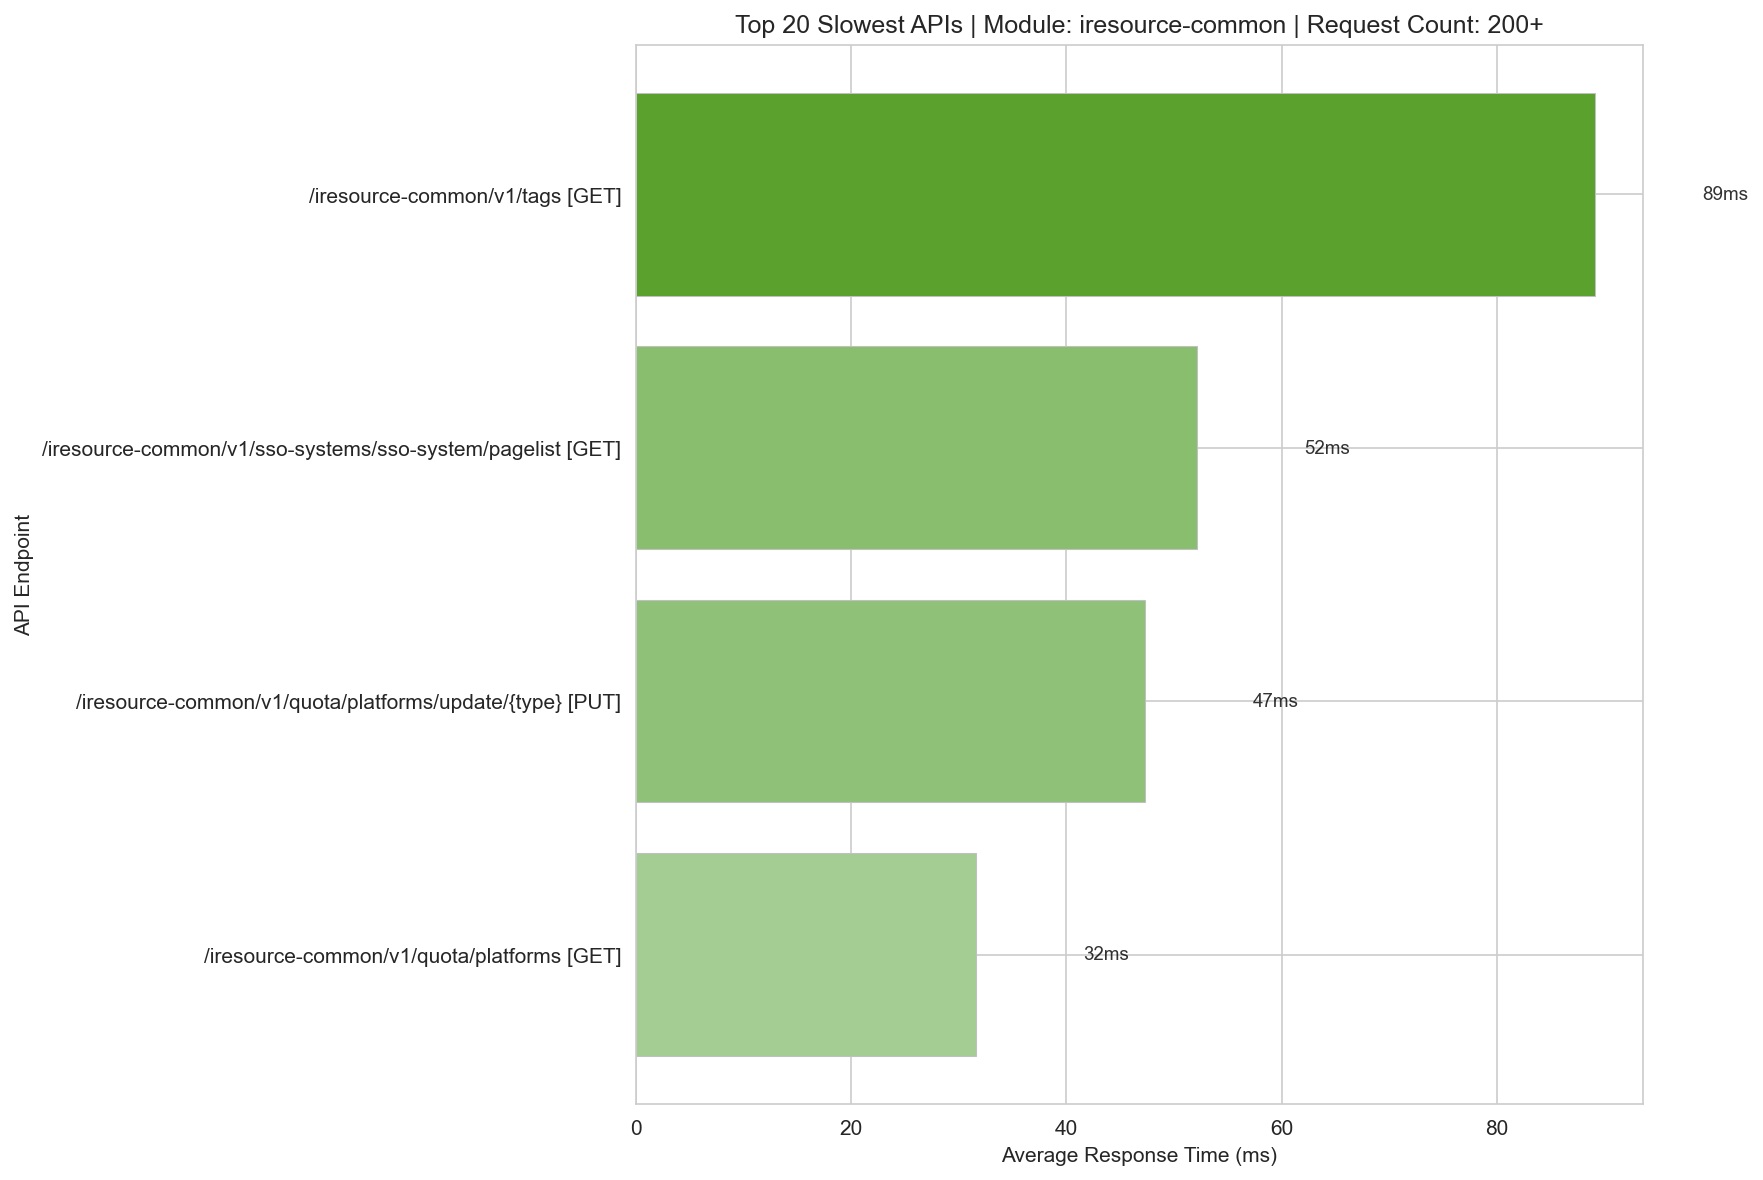 Top 20 Slowest APIs | Module: iresource-common | Request Count: 200+
/iresource-common/v1/tags [GET]
89ms
/iresource-common/v1/sso-systems/sso-system/pagelist [GET]
52ms
/iresource-common/v1/quota/platforms/update/{type} [PUT]
47ms
/iresource-common/v1/quota/platforms [GET]
32ms
API Endpoint
0
20
40
60
80
Average Response Time (ms)